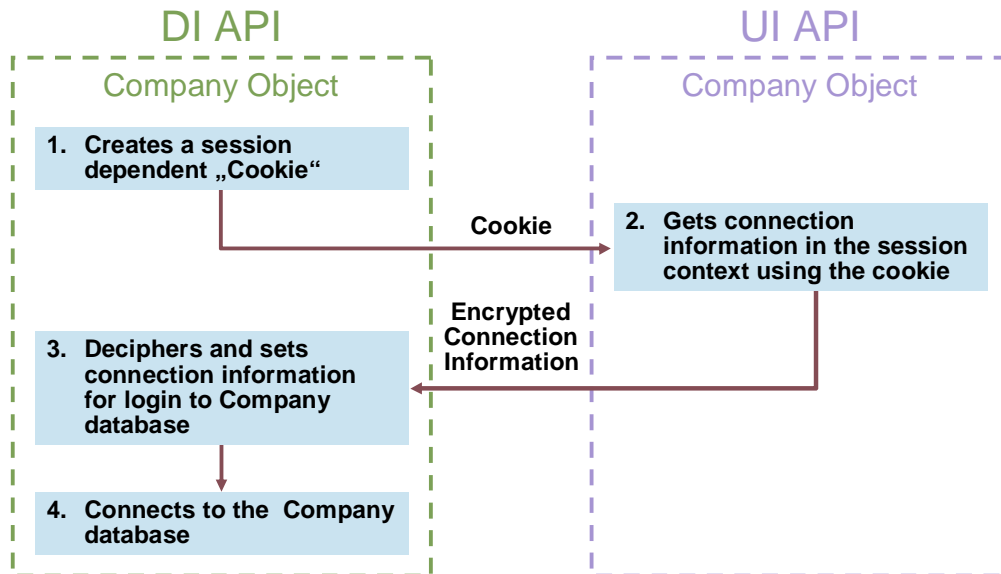 DI API
UI API
Company Object
Company Object
1. Creates a session
dependent „Cookie“
Cookie
2. Gets connection
information in the session
context using the cookie
Encrypted
Connection
Information
3. Deciphers and sets
connection information
for login to Company
database
4. Connects to the Company
database